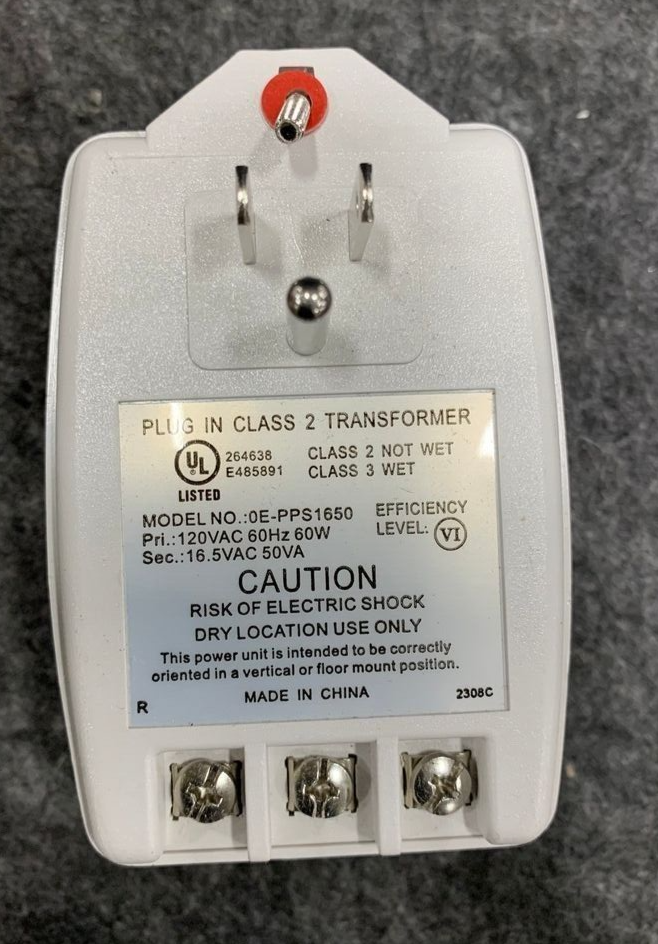 PLUG IN CLASS 2 TRANSFORMER
UL
264638 CLASS 2 NOT WET
E485891 CLASS 3 WET
LISTED
MODEL NO.:0E-PPS1650 EFFICIENCY
Pri.:120VAC 60Hz 60W LEVEL: VI
Sec.:16.5VAC 50VA
CAUTION
RISK OF ELECTRIC SHOCK
DRY LOCATION USE ONLY
This power unit is intended to be correctly
oriented in a vertical or floor mount position.
R MADE IN CHINA 2308C